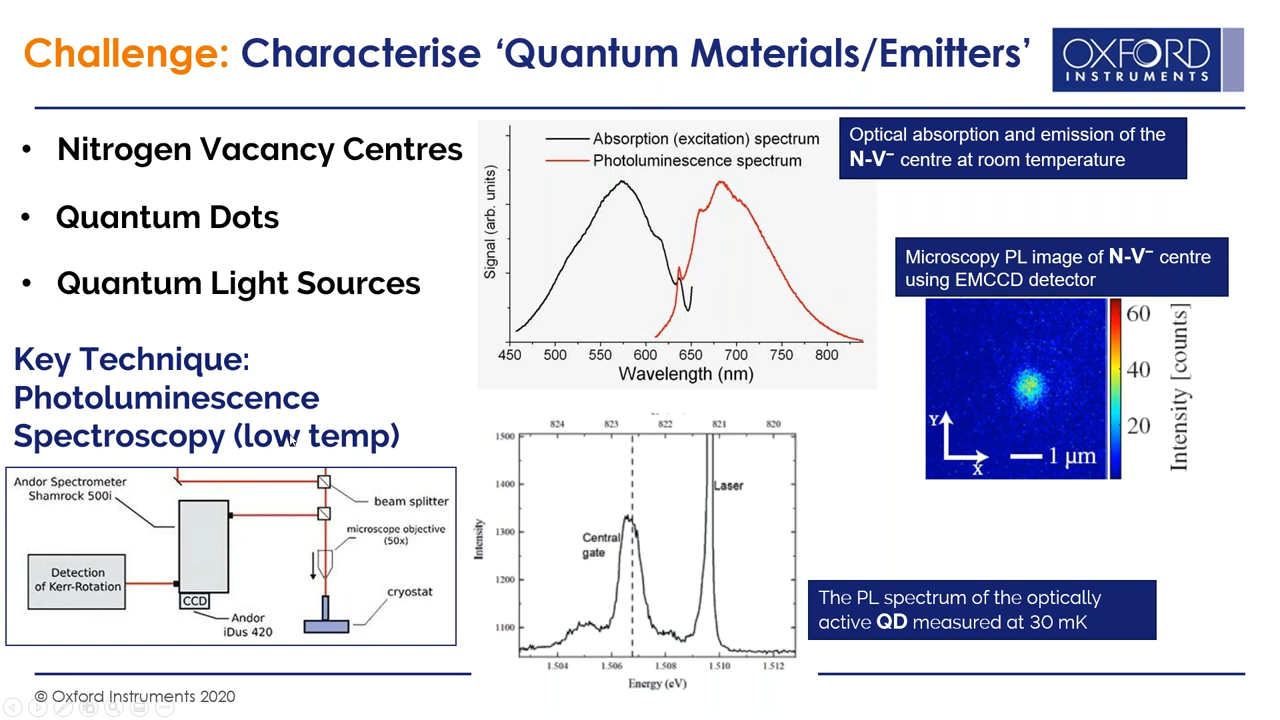 Challenge: Characterise ‘Quantum Materials/Emitters’
OXFORD
INSTRUMENTS
• Nitrogen Vacancy Centres
• Quantum Dots
• Quantum Light Sources
Key Technique:
Photoluminescence
Spectroscopy (low temp)
Andor Spectrometer
Shamrock 500i
beam splitter
microscope objective
(50x)
Detection
of Kerr-Rotation
CCD
cryostat
Andor
iDus 420
Absorption (excitation) spectrum
Photoluminescence spectrum
Signal (arb. units)
450 500 550 600 650 700 750 800
Wavelength (nm)
Optical absorption and emission of the
N-V⁻ centre at room temperature
Microscopy PL image of N-V⁻ centre
using EMCCD detector
60
40
20
Intensity [counts]
Y
X
1 µm
824 823 822 821 820
1500
1400
1300
1200
1100
Intensity
Laser
Central
gate
1.504 1.506 1.508 1.510 1.512
Energy (eV)
The PL spectrum of the optically
active QD measured at 30 mK
© Oxford Instruments 2020